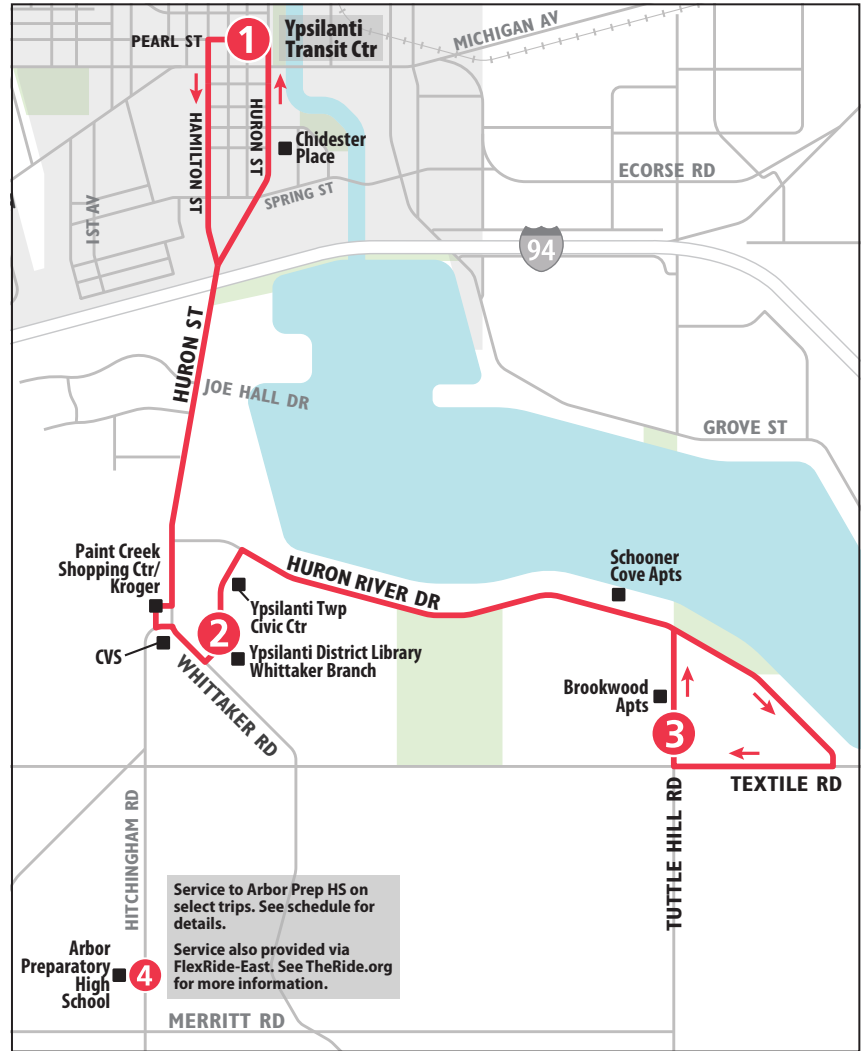 PEARL ST
1
Ypsilanti
Transit Ctr
MICHIGAN AV
HAMILTON ST
HURON ST
Chidester
Place
ECORSE RD
1ST AV
SPRING ST
94
HURON ST
JOE HALL DR
GROVE ST
Paint Creek
Shopping Ctr/
Kroger
HURON RIVER DR
Schooner
Cove Apts
Ypsilanti Twp
Civic Ctr
2
CVS
Ypsilanti District Library
Whittaker Branch
WHITTAKER RD
Brookwood
Apts
3
TEXTILE RD
TUTTLE HILL RD
HITCHINGHAM RD
Service to Arbor Prep HS on
select trips. See schedule for
details.
Service also provided via
FlexRide-East. See TheRide.org
for more information.
Arbor
Preparatory
High
School
4
MERRITT RD